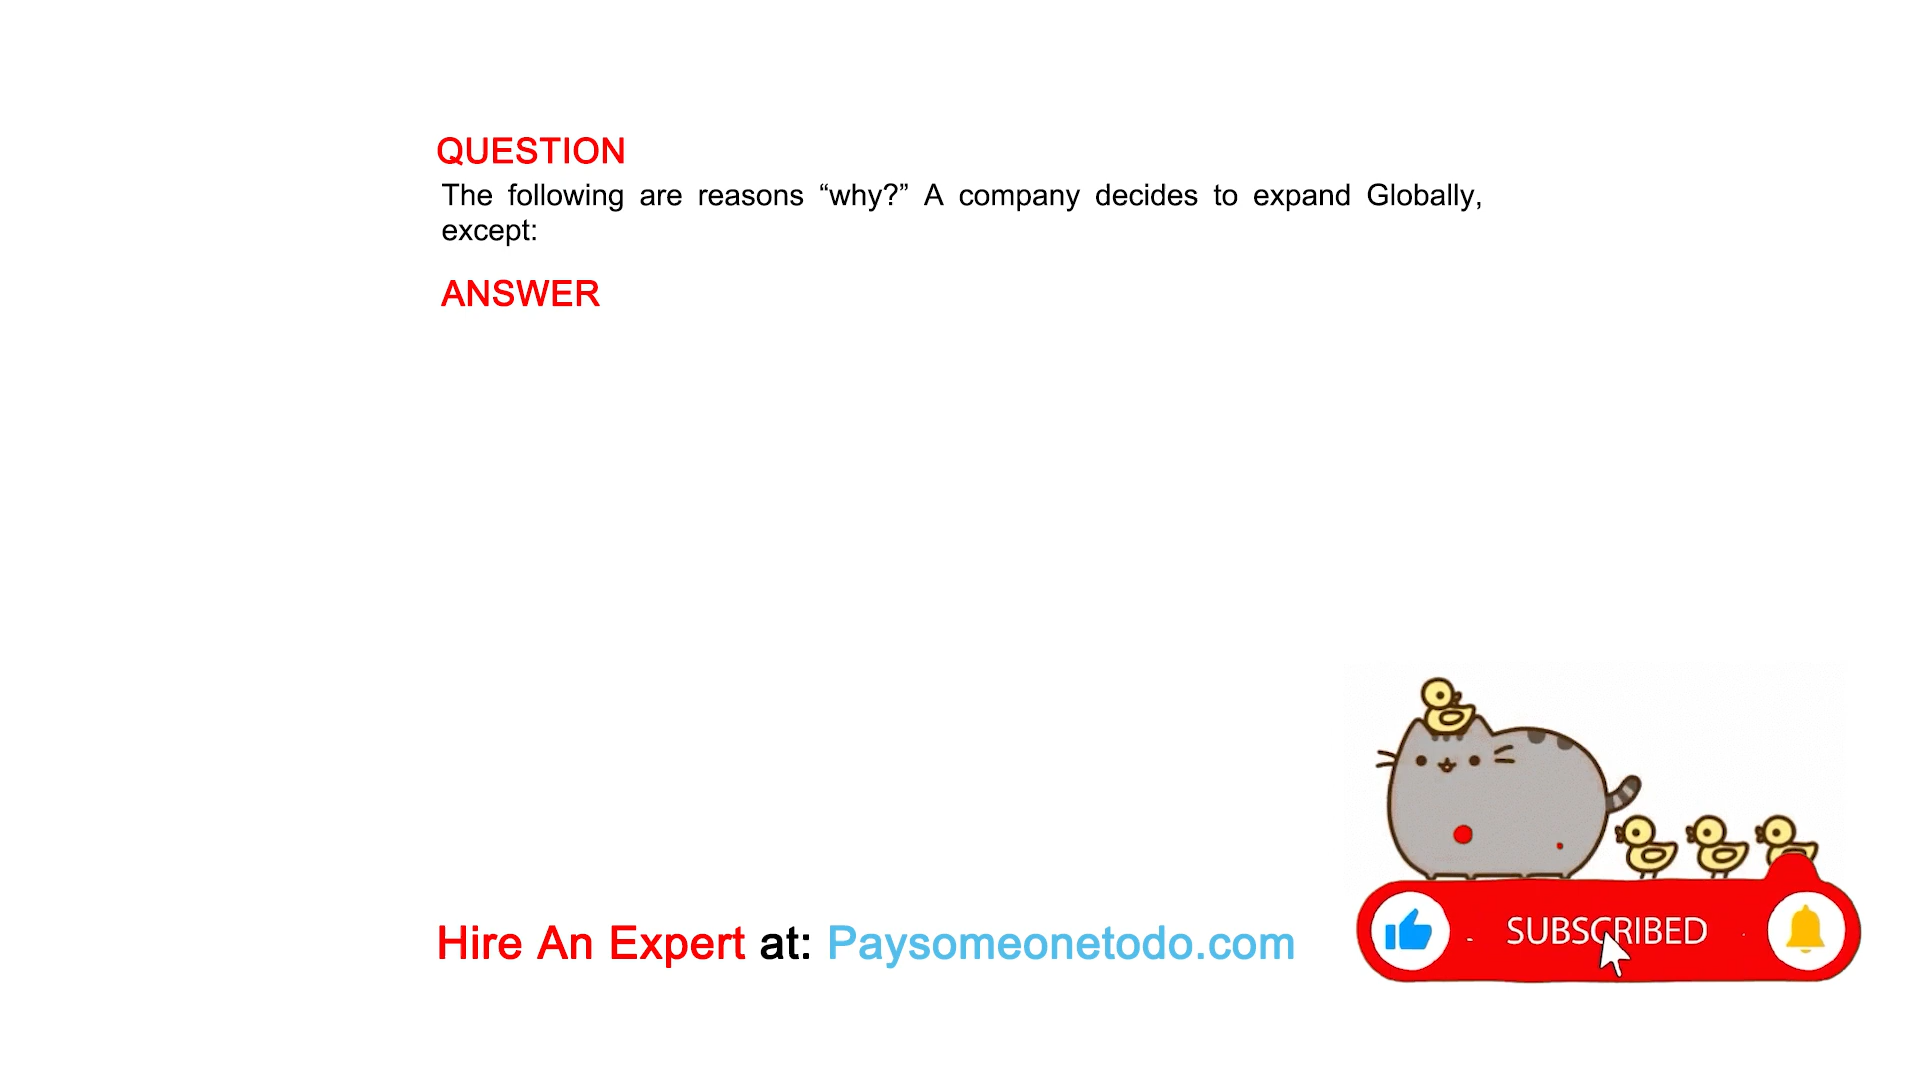 QUESTION
The following are reasons “why?” A company decides to expand Globally,
except:
ANSWER
Hire An Expert at: Paysomeonetodo.com
SUBSCRIBED